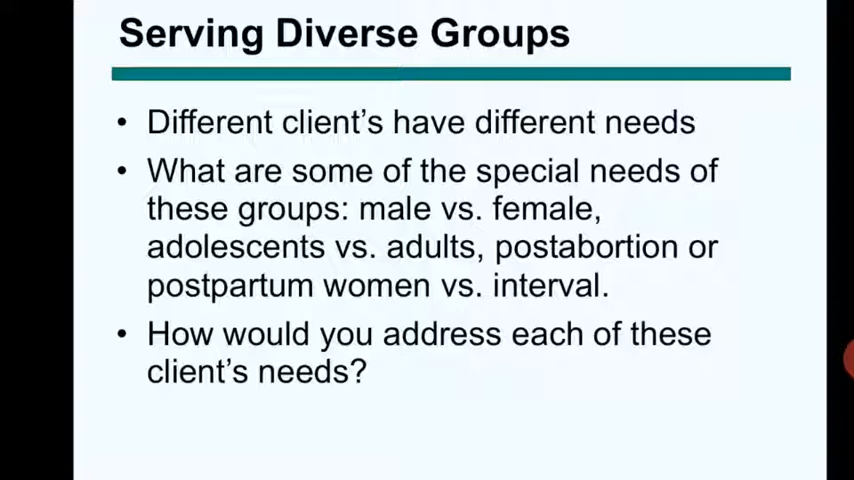 Serving Diverse Groups
• Different client's have different needs
• What are some of the special needs of
these groups: male vs. female,
adolescents vs. adults, postabortion or
postpartum women vs. interval.
• How would you address each of these
client's needs?